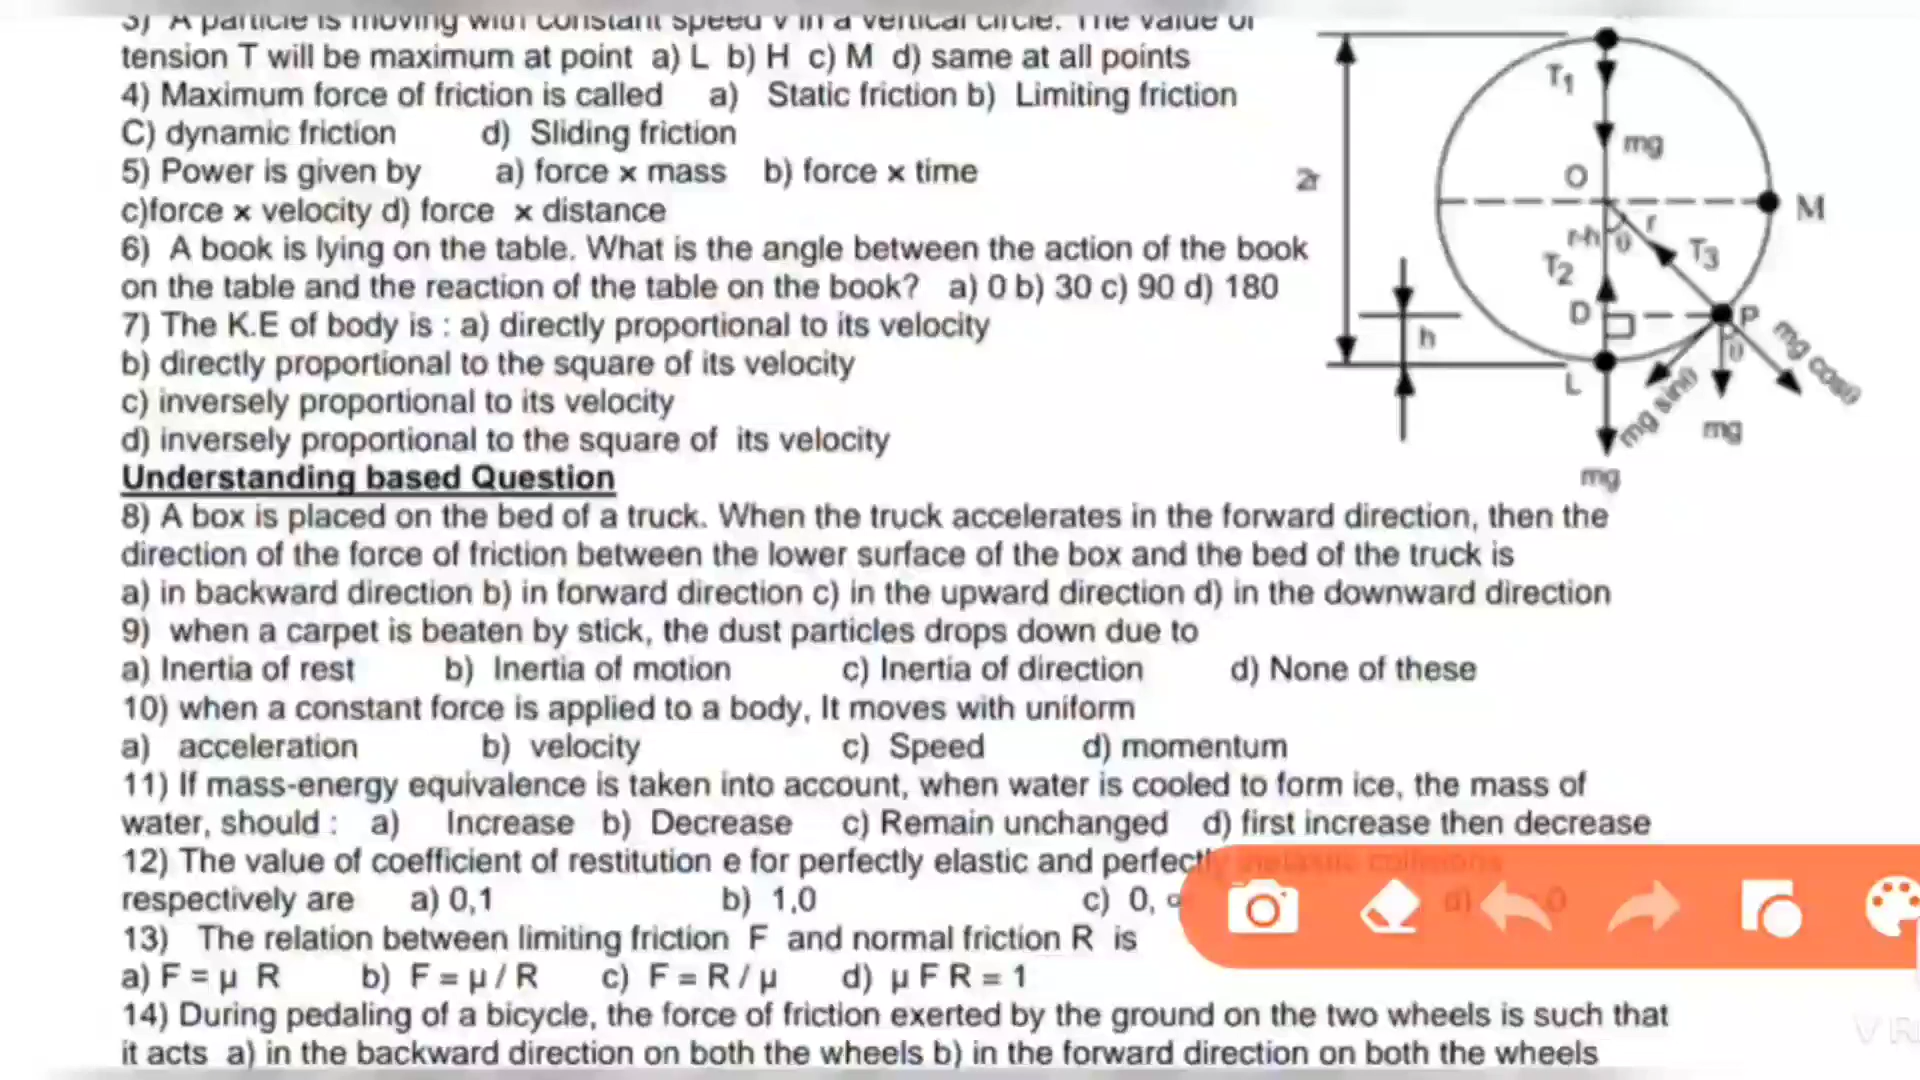 3) A particle is moving with constant speed v in a vertical circle. The value of
tension T will be maximum at point a) L b) H c) M d) same at all points
4) Maximum force of friction is called a) Static friction b) Limiting friction
C) dynamic friction d) Sliding friction
5) Power is given by a) force × mass b) force × time
c)force × velocity d) force × distance
6) A book is lying on the table. What is the angle between the action of the book
on the table and the reaction of the table on the book? a) 0 b) 30 c) 90 d) 180
7) The K.E of body is : a) directly proportional to its velocity
b) directly proportional to the square of its velocity
c) inversely proportional to its velocity
d) inversely proportional to the square of its velocity
T1
mg
2r
O
M
r
r-h θ
T3
T2
D
P
h
θ
mg cosθ
L
mg sinθ
mg
mg
Understanding based Question
8) A box is placed on the bed of a truck. When the truck accelerates in the forward direction, then the
direction of the force of friction between the lower surface of the box and the bed of the truck is
a) in backward direction b) in forward direction c) in the upward direction d) in the downward direction
9) when a carpet is beaten by stick, the dust particles drops down due to
a) Inertia of rest b) Inertia of motion c) Inertia of direction d) None of these
10) when a constant force is applied to a body, It moves with uniform
a) acceleration b) velocity c) Speed d) momentum
11) If mass-energy equivalence is taken into account, when water is cooled to form ice, the mass of
water, should : a) Increase b) Decrease c) Remain unchanged d) first increase then decrease
12) The value of coefficient of restitution e for perfectly elastic and perfectly inelastic collisions
respectively are a) 0,1 b) 1,0 c) 0, d) 0
13) The relation between limiting friction F and normal friction R is
a) F = μ R b) F = μ / R c) F = R / μ d) μ F R = 1
14) During pedaling of a bicycle, the force of friction exerted by the ground on the two wheels is such that
it acts a) in the backward direction on both the wheels b) in the forward direction on both the wheels